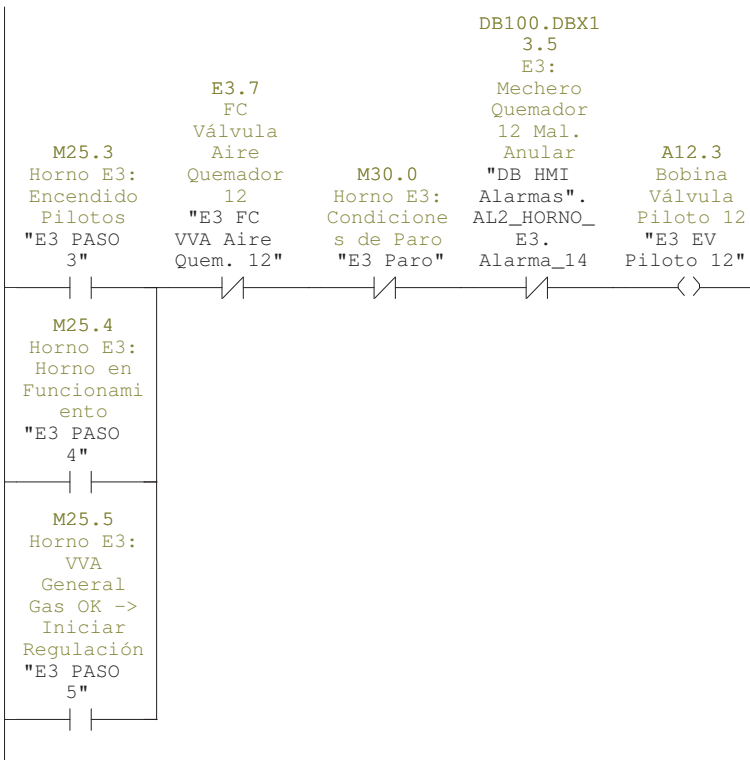 M25.3
Horno E3:
Encendido
Pilotos
"E3 PASO
3"
E3.7
FC
Válvula
Aire
Quemador
12
"E3 FC
VVA Aire
Quem. 12"
M30.0
Horno E3:
Condicione
s de Paro
"E3 Paro"
DB100.DBX1
3.5
E3:
Mechero
Quemador
12 Mal.
Anular
"DB HMI
Alarmas".
AL2_HORNO_
E3.
Alarma_14
A12.3
Bobina
Válvula
Piloto 12
"E3 EV
Piloto 12"
M25.4
Horno E3:
Horno en
Funcionami
ento
"E3 PASO
4"
M25.5
Horno E3:
VVA
General
Gas OK ->
Iniciar
Regulación
"E3 PASO
5"